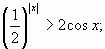 (1/2)^|x| > 2cos x;